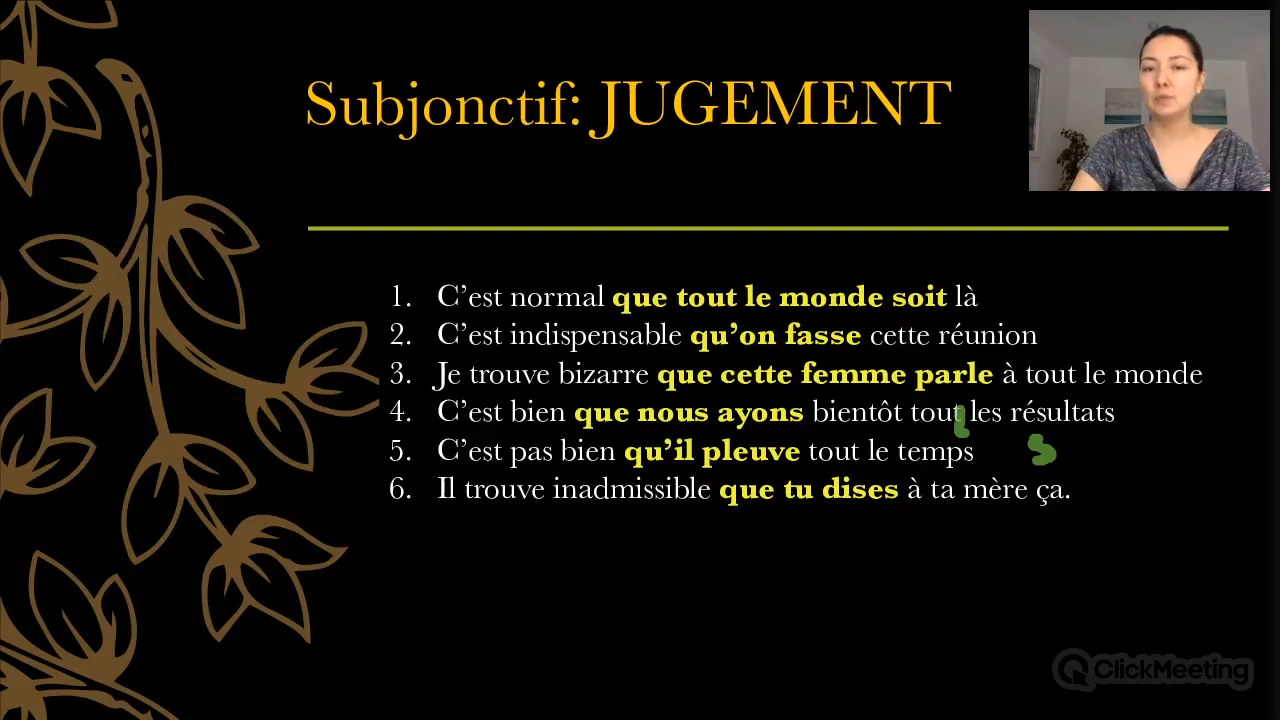 Subjonctif: JUGEMENT
1. C’est normal que tout le monde soit là
2. C’est indispensable qu’on fasse cette réunion
3. Je trouve bizarre que cette femme parle à tout le monde
4. C’est bien que nous ayons bientôt tout les résultats
5. C’est pas bien qu’il pleuve tout le temps
s
6. Il trouve inadmissible que tu dises à ta mère ça.
ClickMeeting